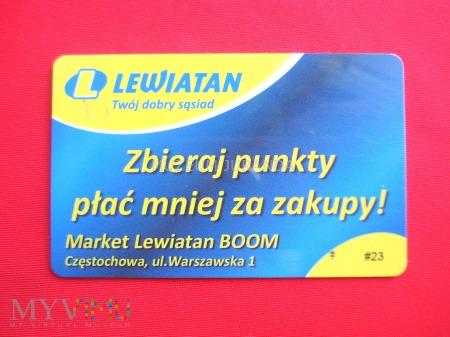 LEWIATAN
Twój dobry sąsiad
Zbieraj punkty
płać mniej za zakupy!
Market Lewiatan BOOM
Częstochowa, ul.Warszawska 1
#23
MY VIRTUAL MUSEUM